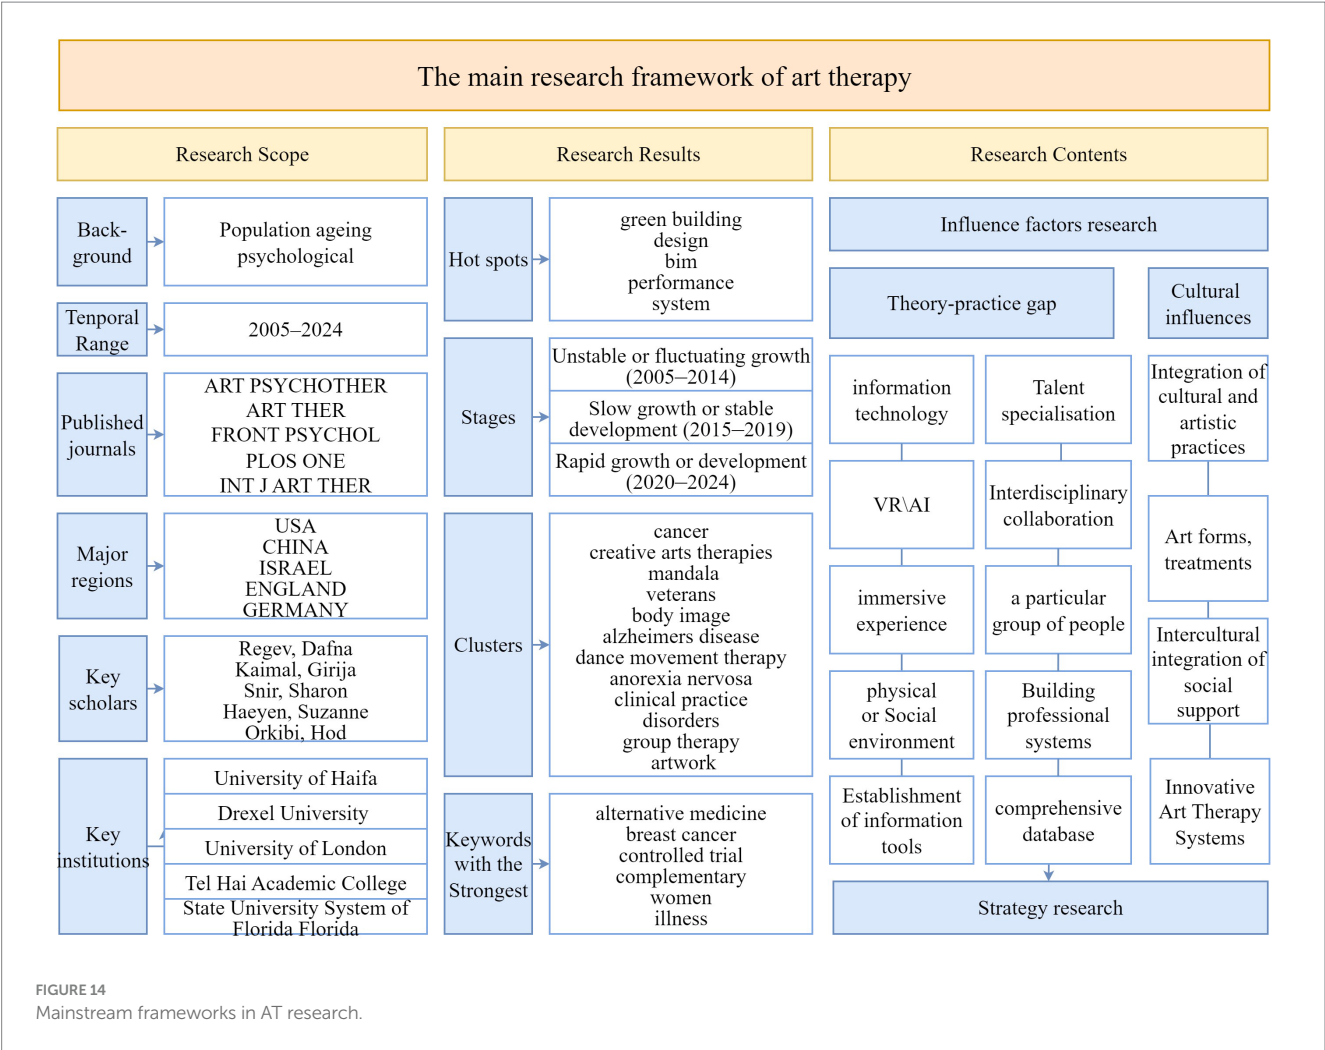 The main research framework of art therapy
Research Scope
Back-
ground
Population ageing
psychological
Tenporal
Range
2005–2024
Published
journals
ART PSYCHOTHER
ART THER
FRONT PSYCHOL
PLOS ONE
INT J ART THER
Major
regions
USA
CHINA
ISRAEL
ENGLAND
GERMANY
Key
scholars
Regev, Dafna
Kaimal, Girija
Snir, Sharon
Haeyen, Suzanne
Orkibi, Hod
Key
institutions
University of Haifa
Drexel University
University of London
Tel Hai Academic College
State University System of
Florida Florida
Research Results
Hot spots
green building
design
bim
performance
system
Stages
Unstable or fluctuating growth
(2005–2014)
Slow growth or stable
development (2015–2019)
Rapid growth or development
(2020–2024)
Clusters
cancer
creative arts therapies
mandala
veterans
body image
alzheimers disease
dance movement therapy
anorexia nervosa
clinical practice
disorders
group therapy
artwork
Keywords
with the
Strongest
alternative medicine
breast cancer
controlled trial
complementary
women
illness
Research Contents
Influence factors research
Theory-practice gap
information
technology
VR\AI
immersive
experience
physical
or Social
environment
Establishment
of information
tools
Talent
specialisation
Interdisciplinary
collaboration
a particular
group of people
Building
professional
systems
comprehensive
database
Cultural
influences
Integration of
cultural and
artistic
practices
Art forms,
treatments
Intercultural
integration of
social
support
Innovative
Art Therapy
Systems
Strategy research
FIGURE 14
Mainstream frameworks in AT research.